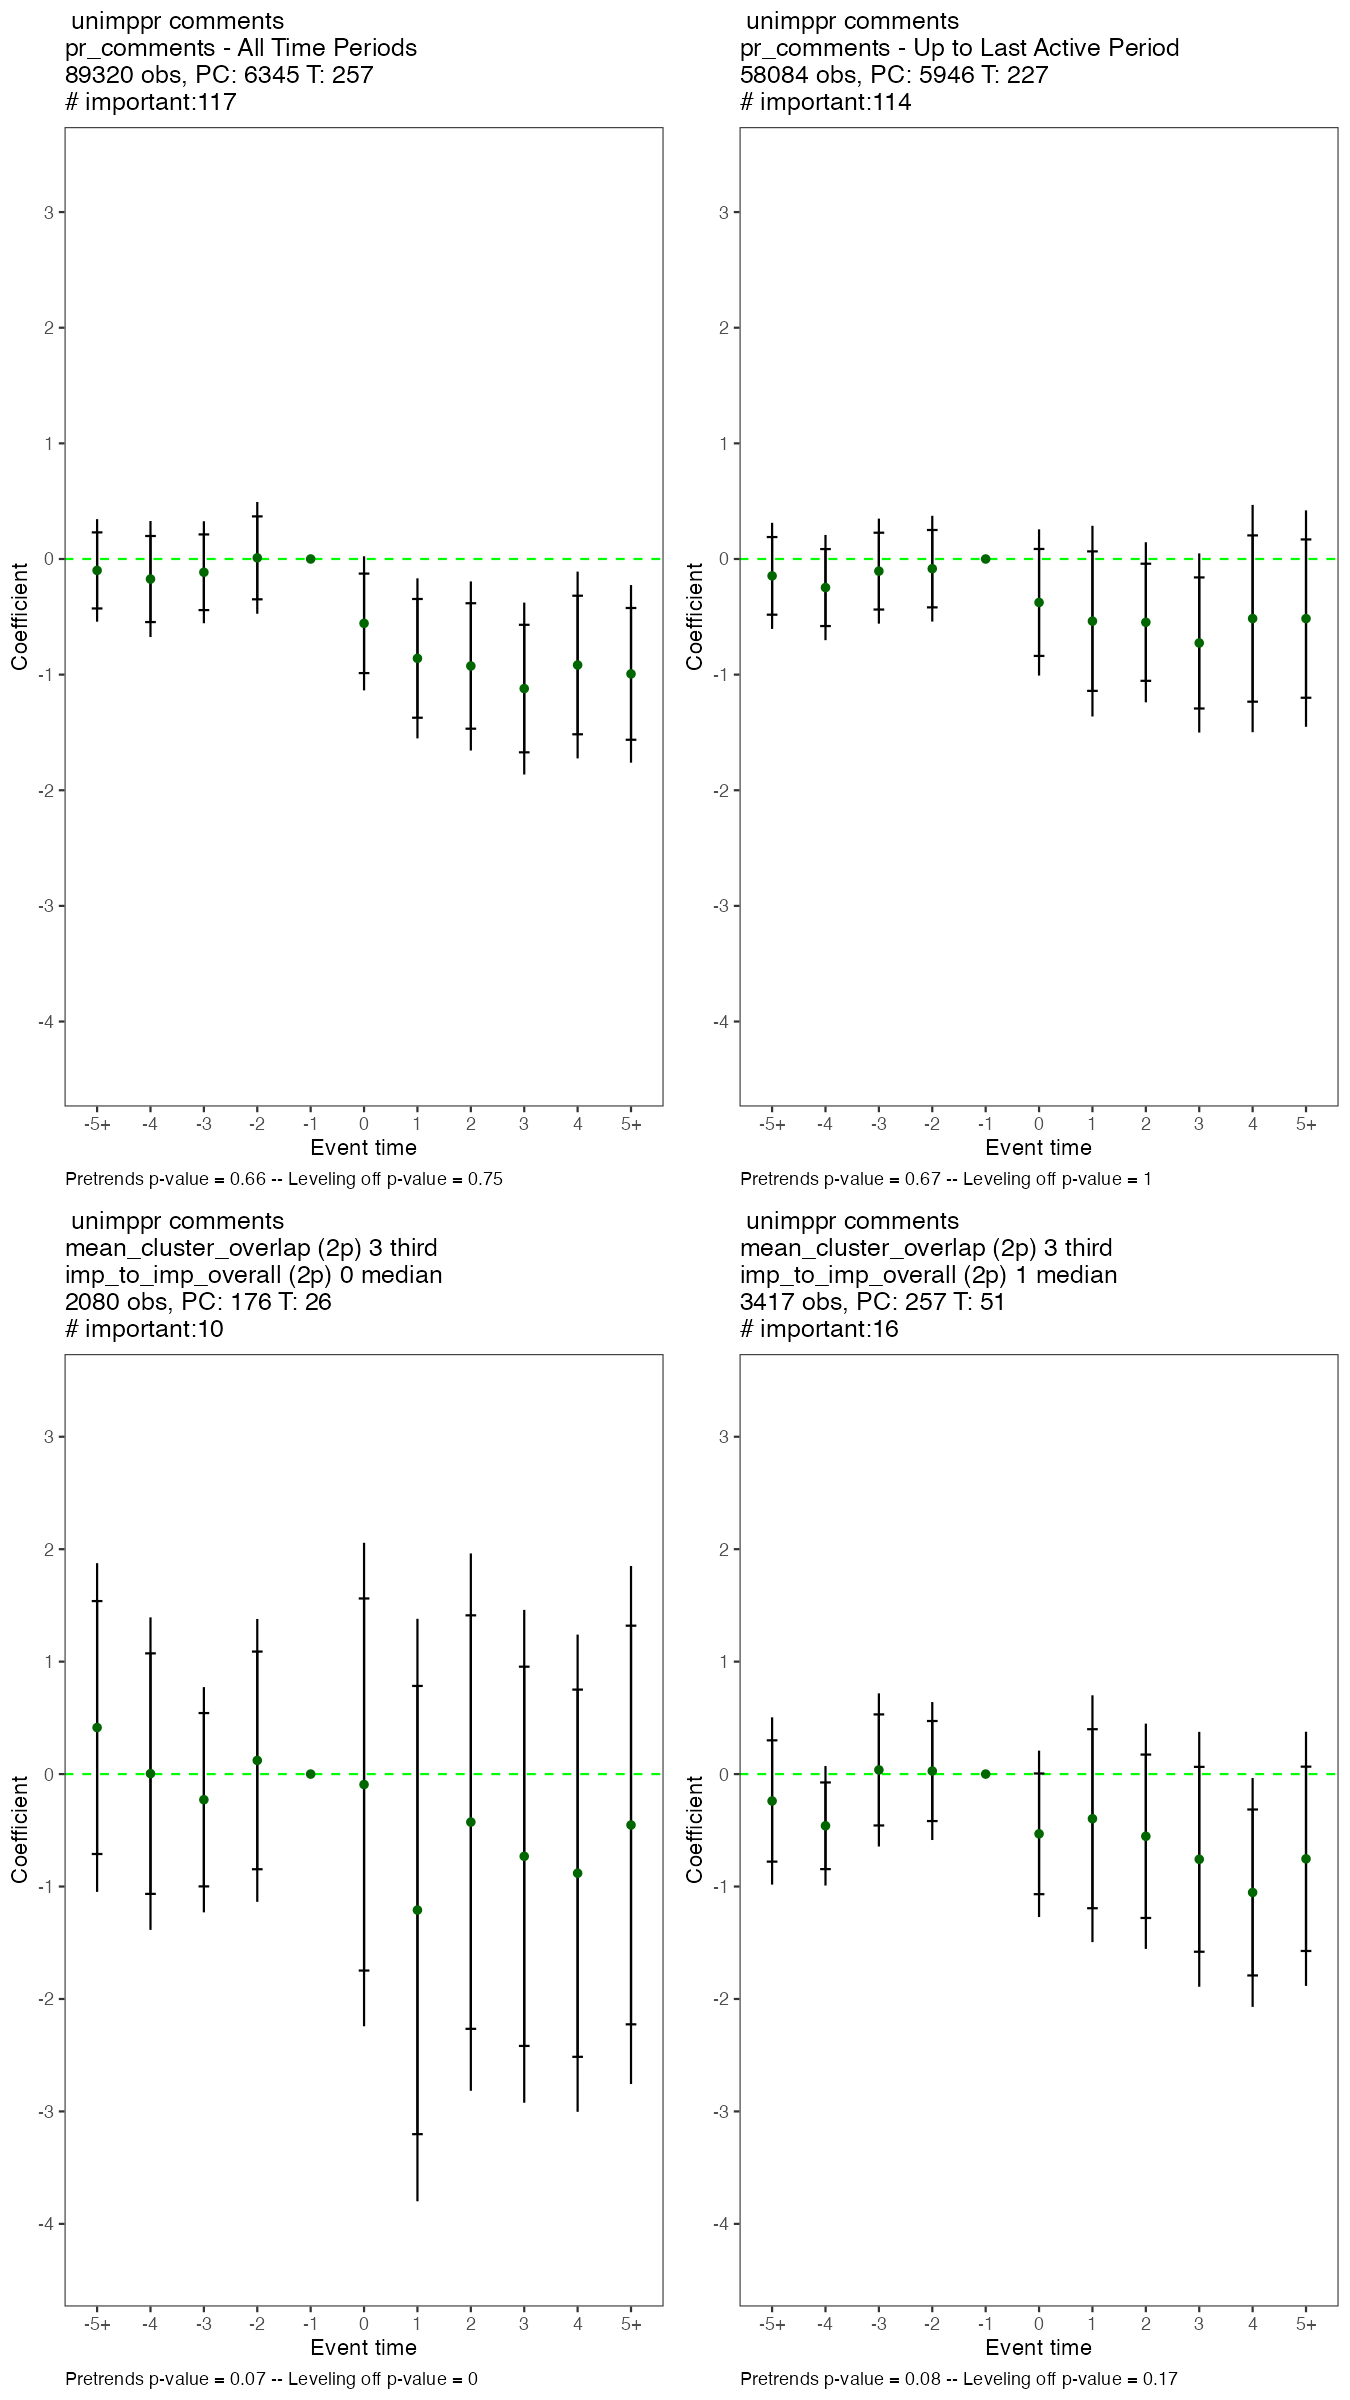 unimppr comments
pr_comments - All Time Periods
89320 obs, PC: 6345 T: 257
# important:117
3
2
1
0
-1
-2
-3
-4
Coefficient
-5+ -4 -3 -2 -1 0 1 2 3 4 5+
Event time
Pretrends p-value = 0.66 -- Leveling off p-value = 0.75
unimppr comments
pr_comments - Up to Last Active Period
58084 obs, PC: 5946 T: 227
# important:114
3
2
1
0
-1
-2
-3
-4
Coefficient
-5+ -4 -3 -2 -1 0 1 2 3 4 5+
Event time
Pretrends p-value = 0.67 -- Leveling off p-value = 1
unimppr comments
mean_cluster_overlap (2p) 3 third
imp_to_imp_overall (2p) 0 median
2080 obs, PC: 176 T: 26
# important:10
3
2
1
0
-1
-2
-3
-4
Coefficient
-5+ -4 -3 -2 -1 0 1 2 3 4 5+
Event time
Pretrends p-value = 0.07 -- Leveling off p-value = 0
unimppr comments
mean_cluster_overlap (2p) 3 third
imp_to_imp_overall (2p) 1 median
3417 obs, PC: 257 T: 51
# important:16
3
2
1
0
-1
-2
-3
-4
Coefficient
-5+ -4 -3 -2 -1 0 1 2 3 4 5+
Event time
Pretrends p-value = 0.08 -- Leveling off p-value = 0.17